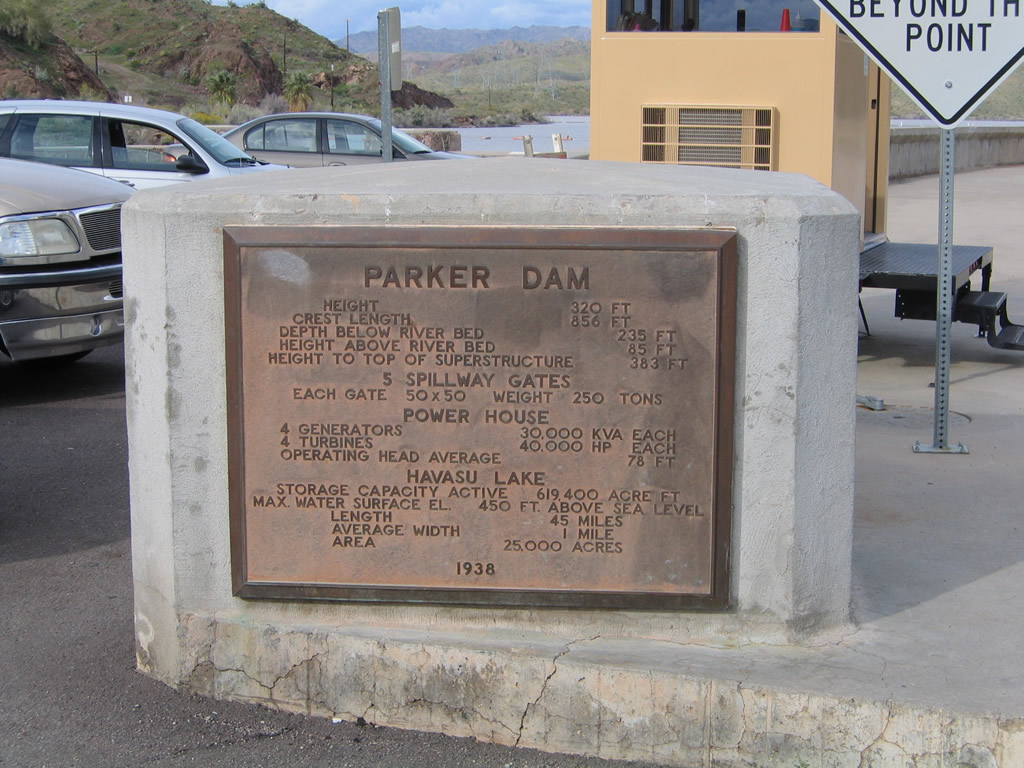 BEYOND TH
POINT
PARKER DAM
HEIGHT 320 FT
CREST LENGTH 856 FT
DEPTH BELOW RIVER BED 235 FT
HEIGHT ABOVE RIVER BED 85 FT
HEIGHT TO TOP OF SUPERSTRUCTURE 383 FT
5 SPILLWAY GATES
EACH GATE 50 x 50 WEIGHT 250 TONS
POWER HOUSE
4 GENERATORS 30,000 KVA EACH
4 TURBINES 40,000 HP EACH
OPERATING HEAD AVERAGE 78 FT
HAVASU LAKE
STORAGE CAPACITY ACTIVE 619,400 ACRE FT
MAX. WATER SURFACE EL. 450 FT. ABOVE SEA LEVEL
LENGTH 45 MILES
AVERAGE WIDTH 1 MILE
AREA 25,000 ACRES
1938